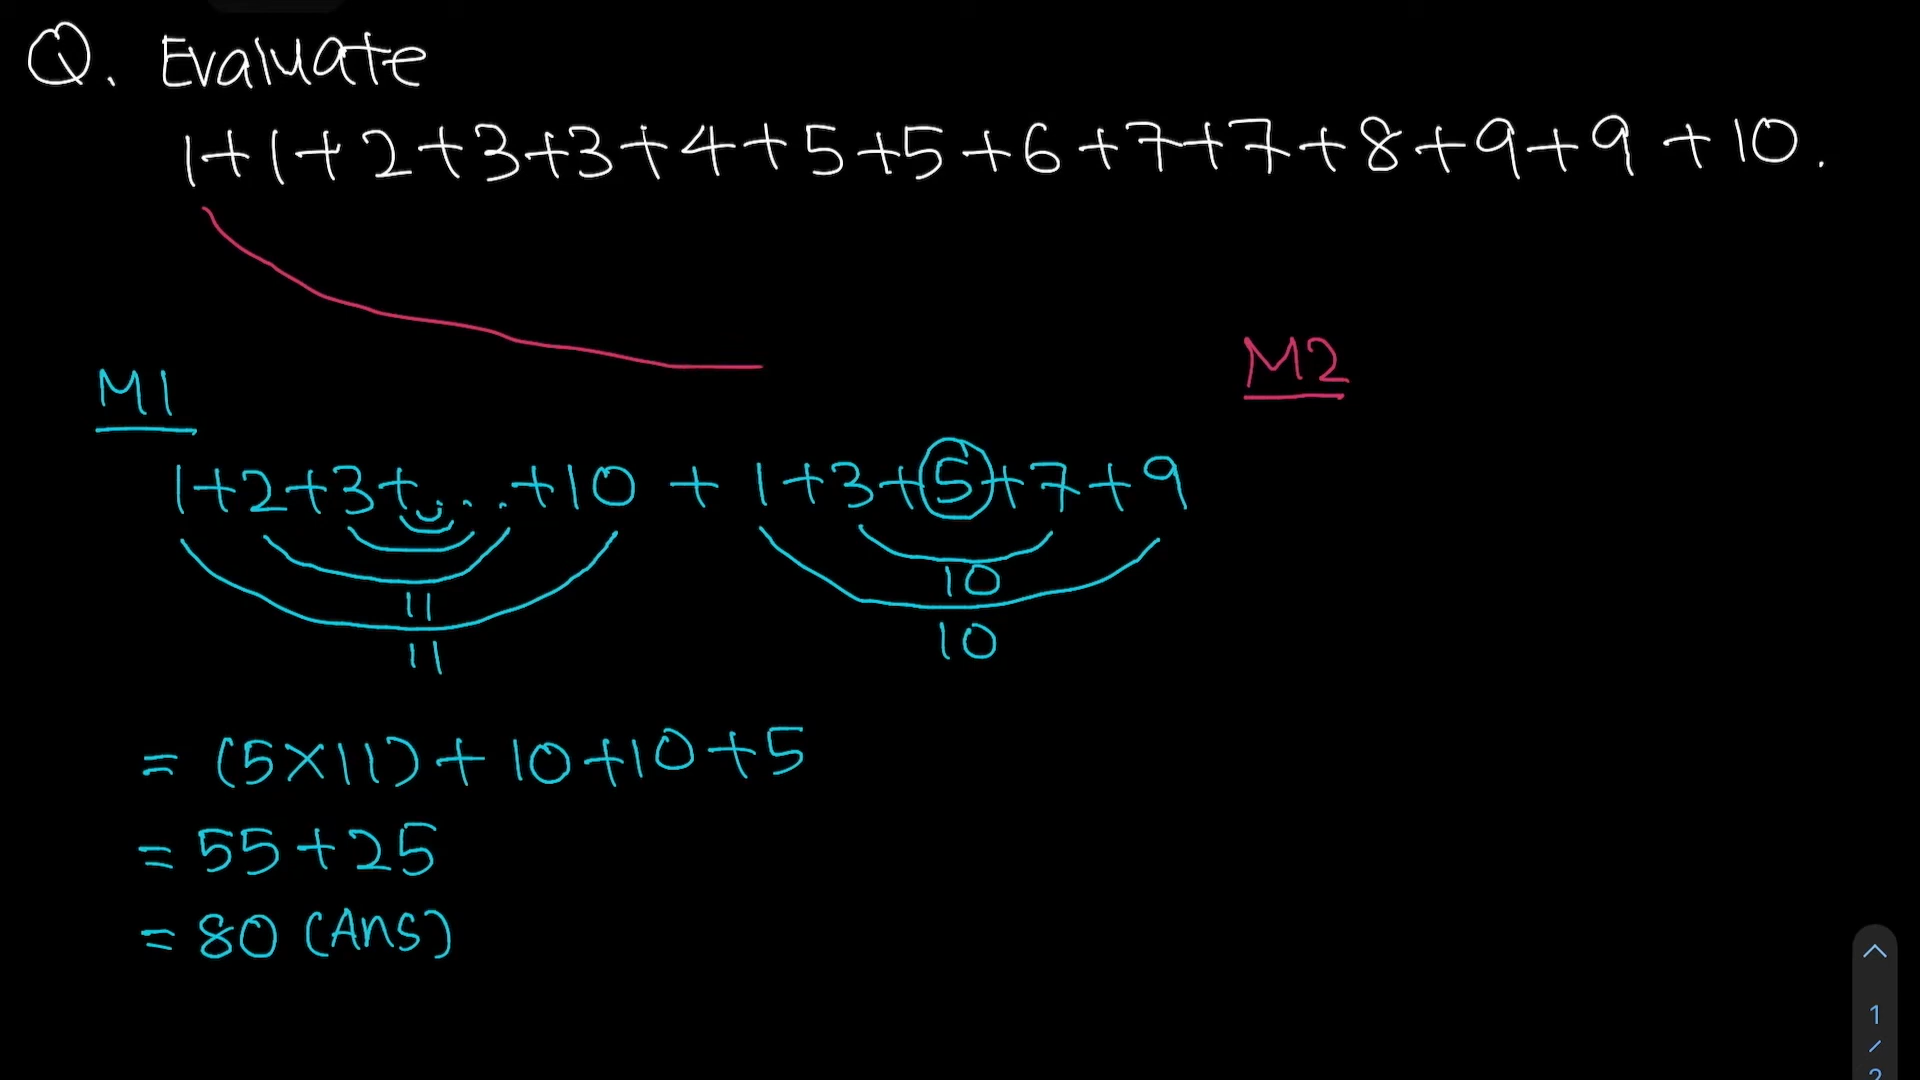 Q. Evaluate
1+1+2+3+3+4+5+5+6+7+7+8+9+9+10.
M2
M1
1+2+3+...+10 + 1+3+5+7+9
11
10
11
10
= (5×11)+10+10+5
= 55+25
= 80 (Ans)
1
/
2